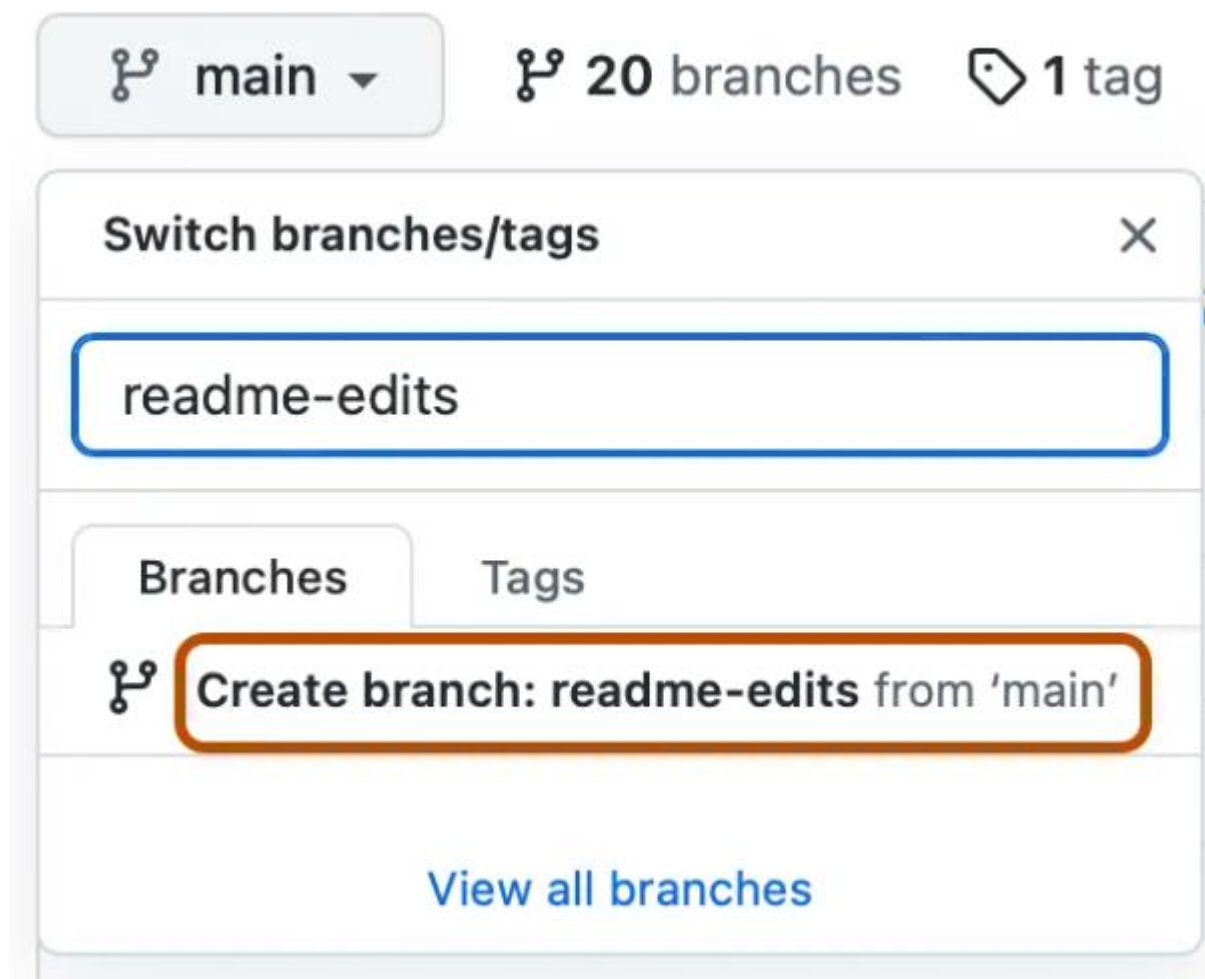 main 20 branches 1 tag
Switch branches/tags
readme-edits
Branches Tags
Create branch: readme-edits from ‘main’
View all branches